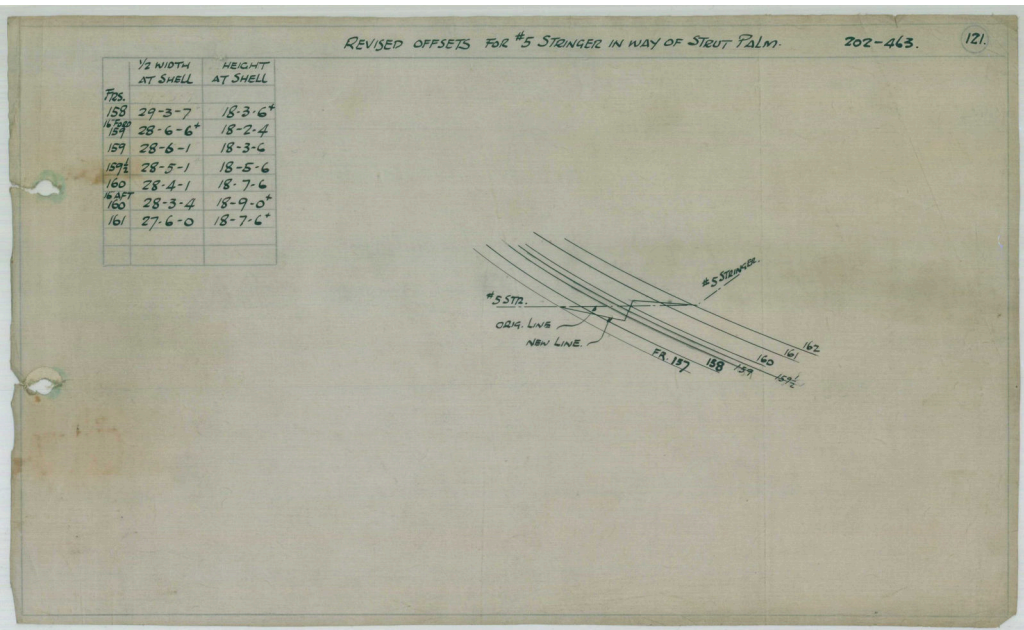 REVISED OFFSETS FOR #5 STRINGER IN WAY OF STRUT PALM. 202-463. 121.
FRS. 1/2 WIDTH AT SHELL HEIGHT AT SHELL
158 29-3-7 18-3-6+
16 FORD 159 28-6-6+ 18-2-4
159 28-6-1 18-3-6
159½ 28-5-1 18-5-6
160 28-4-1 18-7-6
16 AFT 160 28-3-4 18-9-0+
161 27-6-0 18-7-6+
#5 STRINGER.
#5 STR.
ORIG. LINE
NEW LINE.
FR. 157 158 159 159½ 160 161 162